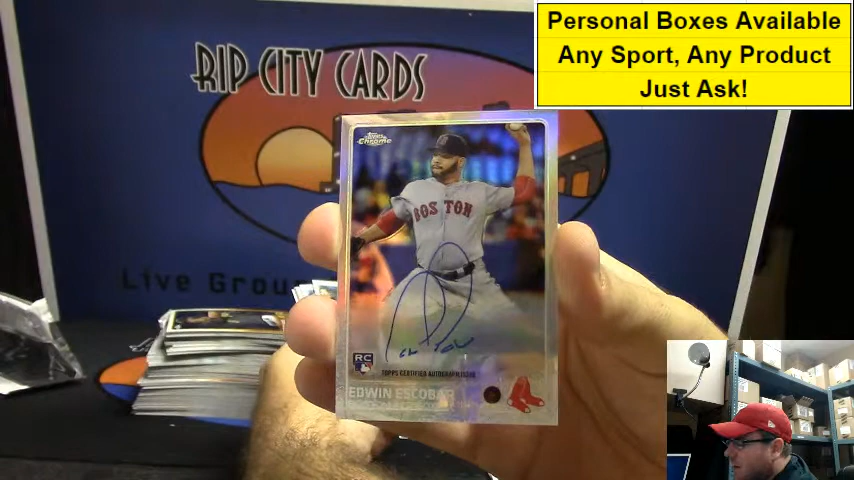 Personal Boxes Available
Any Sport, Any Product
Just Ask!
RIP CITY CARDS
Topps
Chrome
BOSTON
Live Grou
RC
TOPPS CERTIFIED AUTOGRAPH ISSUE
EDWIN ESCOBAR